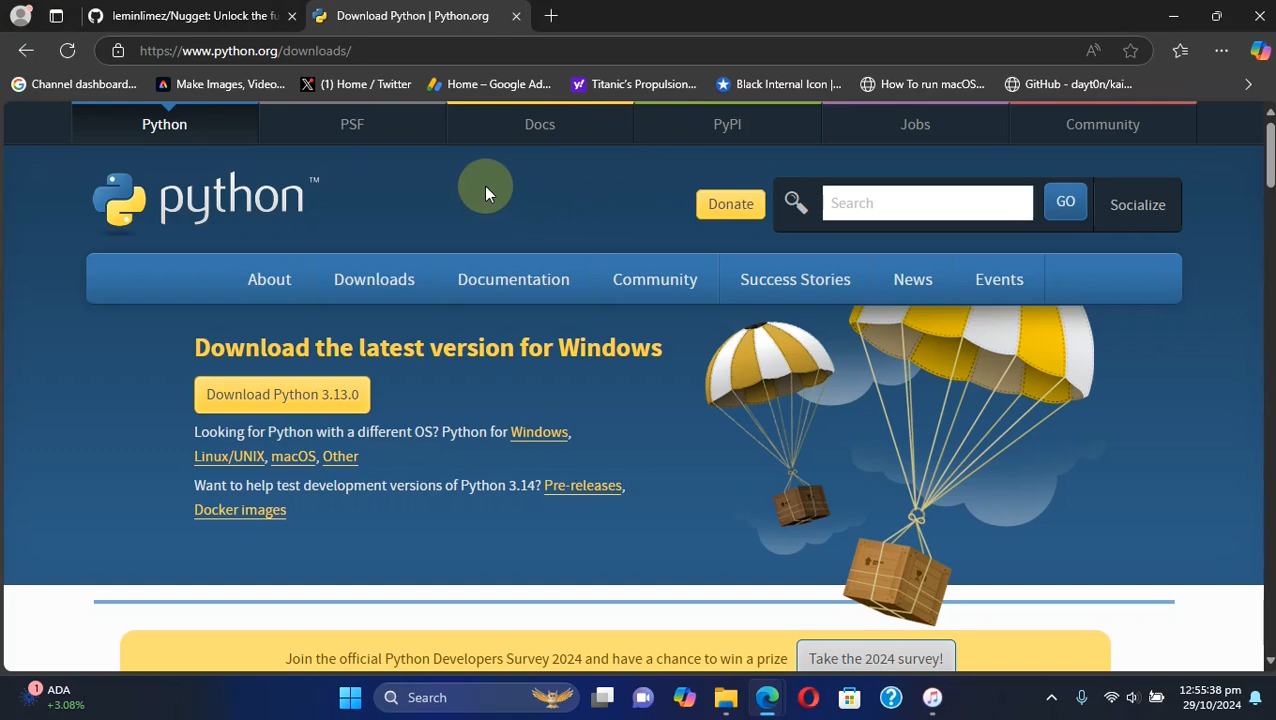 leminlimez/Nugget: Unlock the fu
Download Python | Python.org
https://www.python.org/downloads/
Channel dashboard...
Make Images, Video...
(1) Home / Twitter
Home – Google Ad...
Titanic's Propulsion...
Black Internal Icon |...
How To run macOS...
GitHub - dayt0n/kai...
Python
PSF
Docs
PyPI
Jobs
Community
python™
Donate
Search
GO
Socialize
About
Downloads
Documentation
Community
Success Stories
News
Events
Download the latest version for Windows
Download Python 3.13.0
Looking for Python with a different OS? Python for Windows,
Linux/UNIX, macOS, Other
Want to help test development versions of Python 3.14? Pre-releases,
Docker images
Join the official Python Developers Survey 2024 and have a chance to win a prize
Take the 2024 survey!
1
ADA
+3.08%
Search
12:55:38 pm
29/10/2024